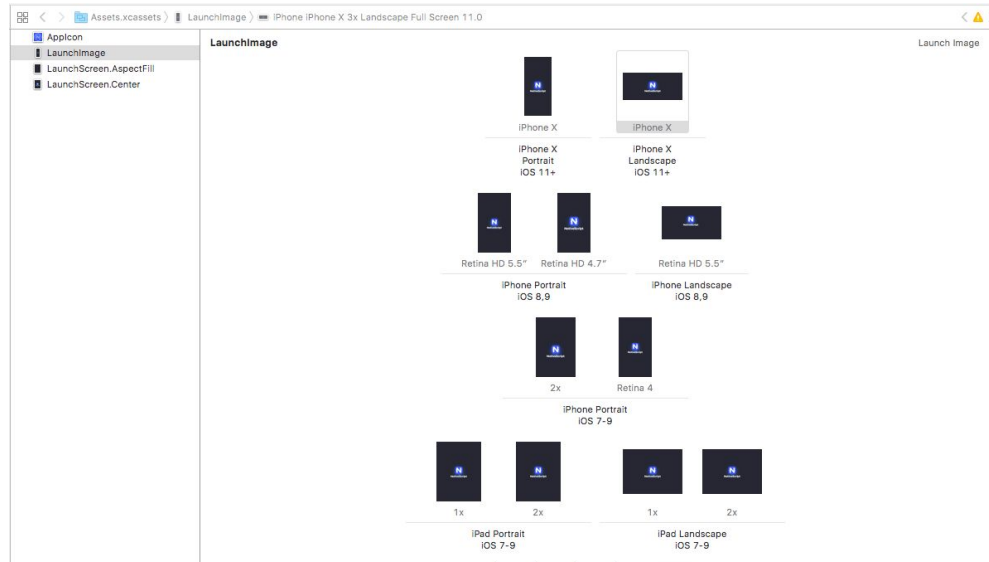 Assets.xcassets LaunchImage iPhone iPhone X 3x Landscape Full Screen 11.0
AppIcon
LaunchImage
LaunchScreen.AspectFill
LaunchScreen.Center
LaunchImage
Launch Image
N N
iPhone X iPhone X
iPhone X iPhone X
Portrait Landscape
iOS 11+ iOS 11+
N N N
Retina HD 5.5" Retina HD 4.7" Retina HD 5.5"
iPhone Portrait iPhone Landscape
iOS 8,9 iOS 8,9
N N
2x Retina 4
iPhone Portrait
iOS 7-9
N N N N
1x 2x 1x 2x
iPad Portrait iPad Landscape
iOS 7-9 iOS 7-9